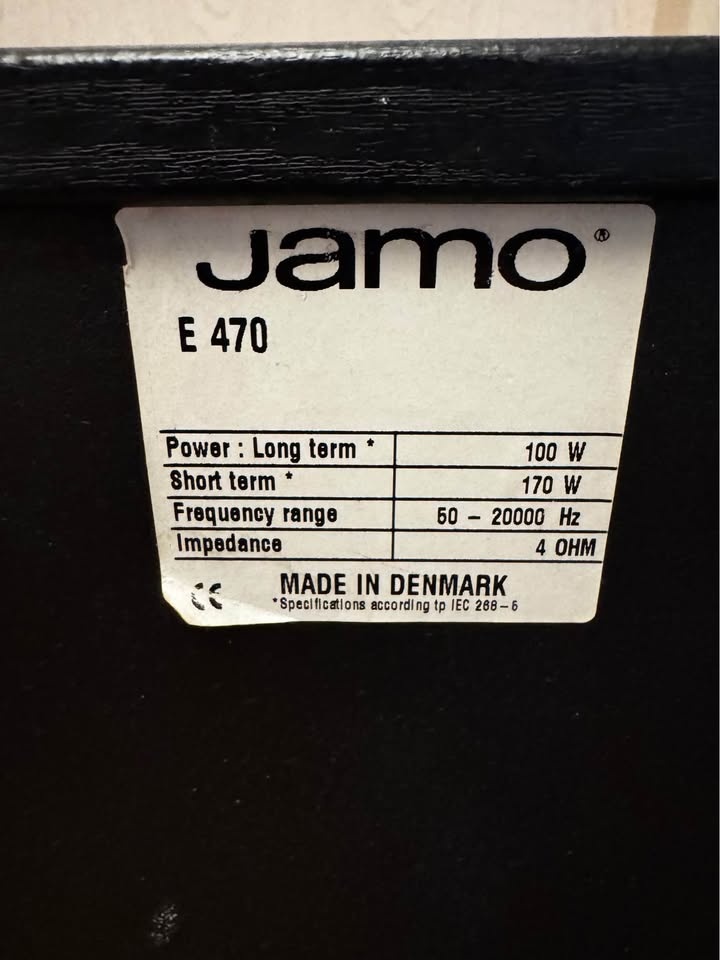 Jamo®
E 470
Power : Long term * 100 W
Short term * 170 W
Frequency range 50 – 20000 Hz
Impedance 4 OHM
CE MADE IN DENMARK
*Specifications according tp IEC 268–5